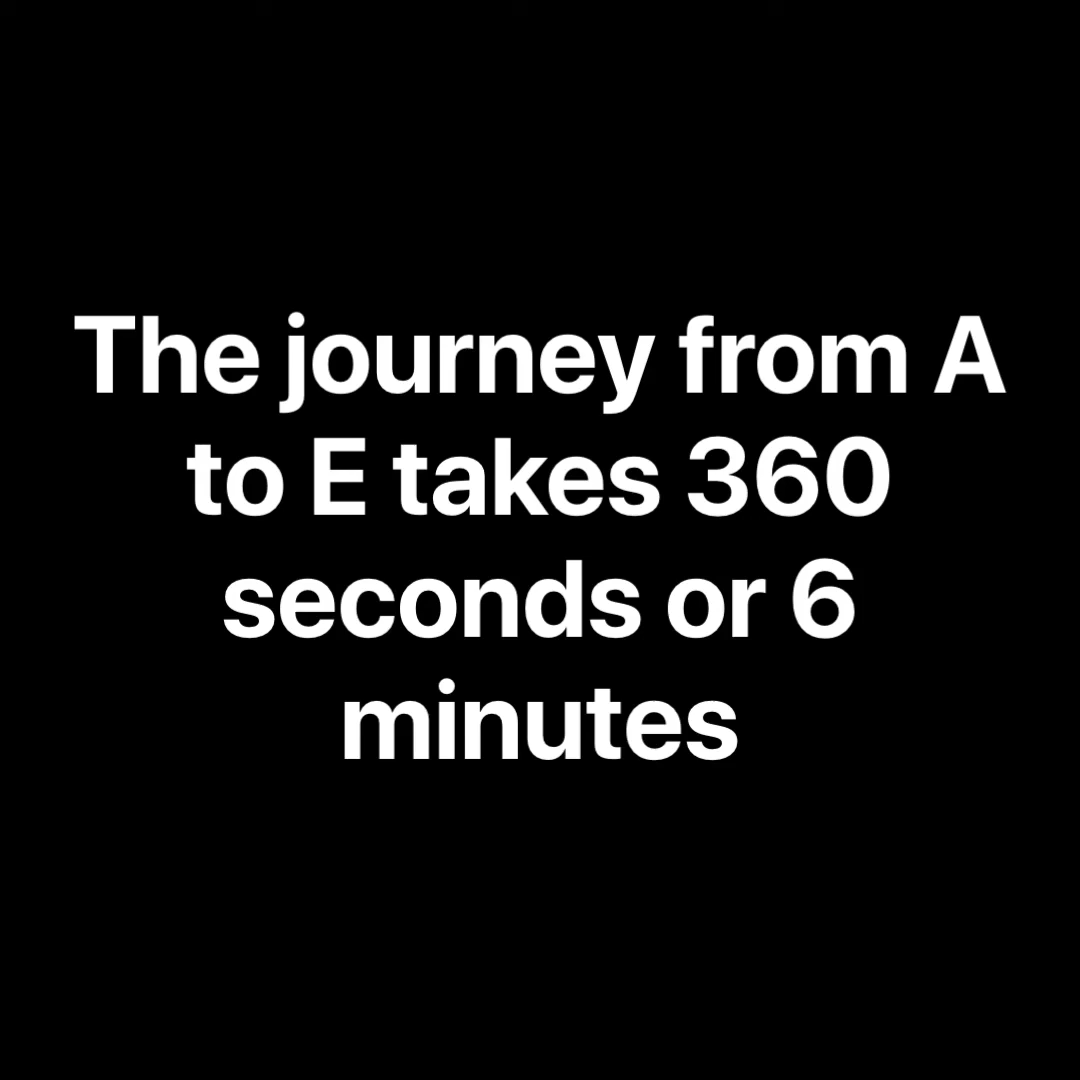 The journey from A
to E takes 360
seconds or 6
minutes